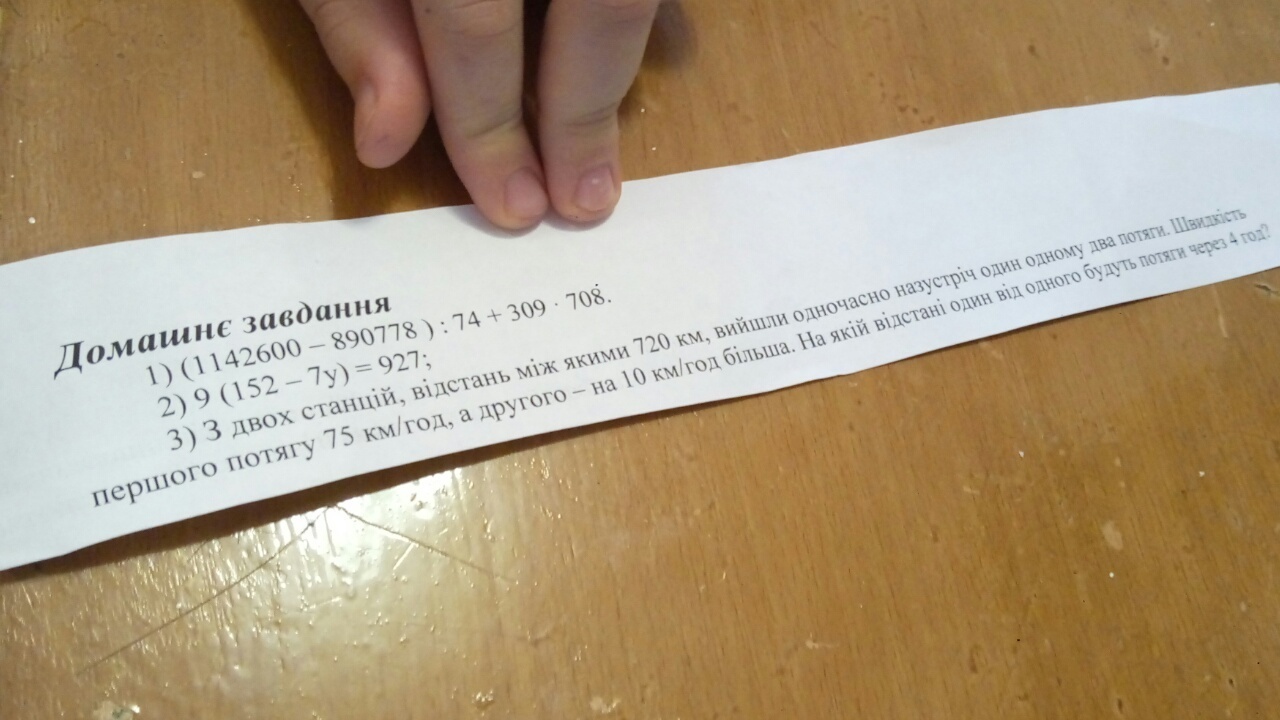 Домашнє завдання
1) (1142600 – 890778 ) : 74 + 309 · 708.
2) 9 (152 – 7у) = 927;
3) З двох станцій, відстань між якими 720 км, вийшли одночасно назустріч один одному два потяги. Швидкість
першого потягу 75 км/год, а другого – на 10 км/год більша. На якій відстані один від одного будуть потяги через 4 год?